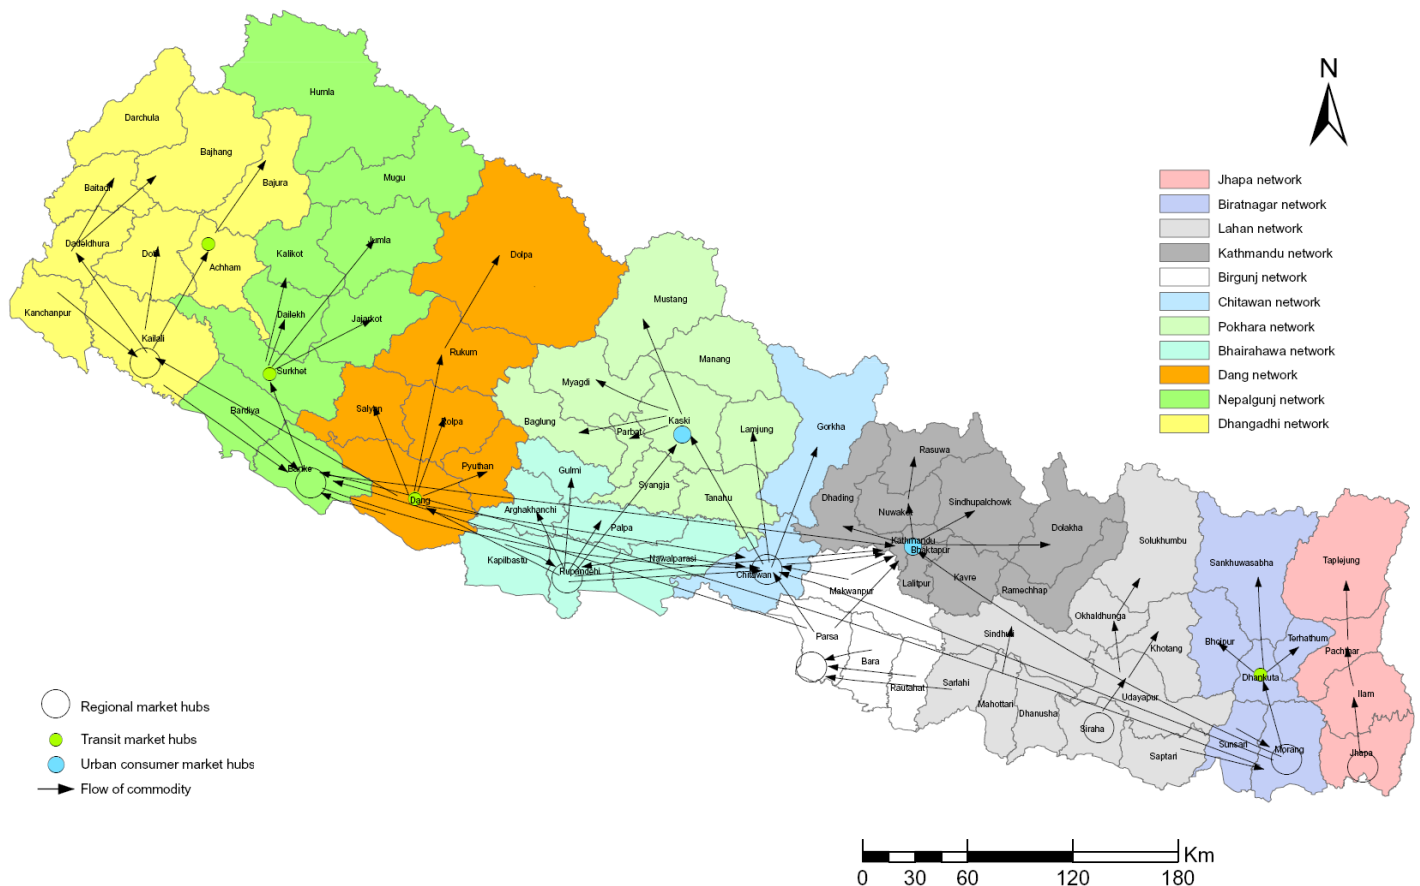 N
Humla
Darchula
Bajhang
Mugu
Bajura
Baitadi
Dadeldhura
Jumla
Kalikot
Dolpa
Achham
Mustang
Kanchanpur
Dailekh
Jajarkot
Kailali
Rukum
Manang
Surkhet
Myagdi
Salyan
Bardiya
Rolpa
Baglung
Kaski
Parbat
Lamjung
Gorkha
Pyuthan
Banke
Gulmi
Rasuwa
Syangja
Tanahu
Dang
Dhading
Sindhupalchowk
Arghakhanchi
Nuwakot
Palpa
Dolakha
Kathmandu
Solukhumbu
Bhaktapur
Kapilbastu
Nawalparasi
Sankhuwasabha
Taplejung
Rupandehi
Chitawan
Kavre
Lalitpur
Ramechhap
Makwanpur
Okhaldhunga
Sindhuli
Parsa
Bhojpur
Terhathum
Khotang
Pachthar
Bara
Dhankuta
Rautahat
Sarlahi
Ilam
Udayapur
Mahottari
Dhanusha
Siraha
Sunsari
Morang
Saptari
Jhapa
Jhapa network
Biratnagar network
Lahan network
Kathmandu network
Birgunj network
Chitawan network
Pokhara network
Bhairahawa network
Dang network
Nepalgunj network
Dhangadhi network
Regional market hubs
Transit market hubs
Urban consumer market hubs
Flow of commodity
Km
0 30 60 120 180